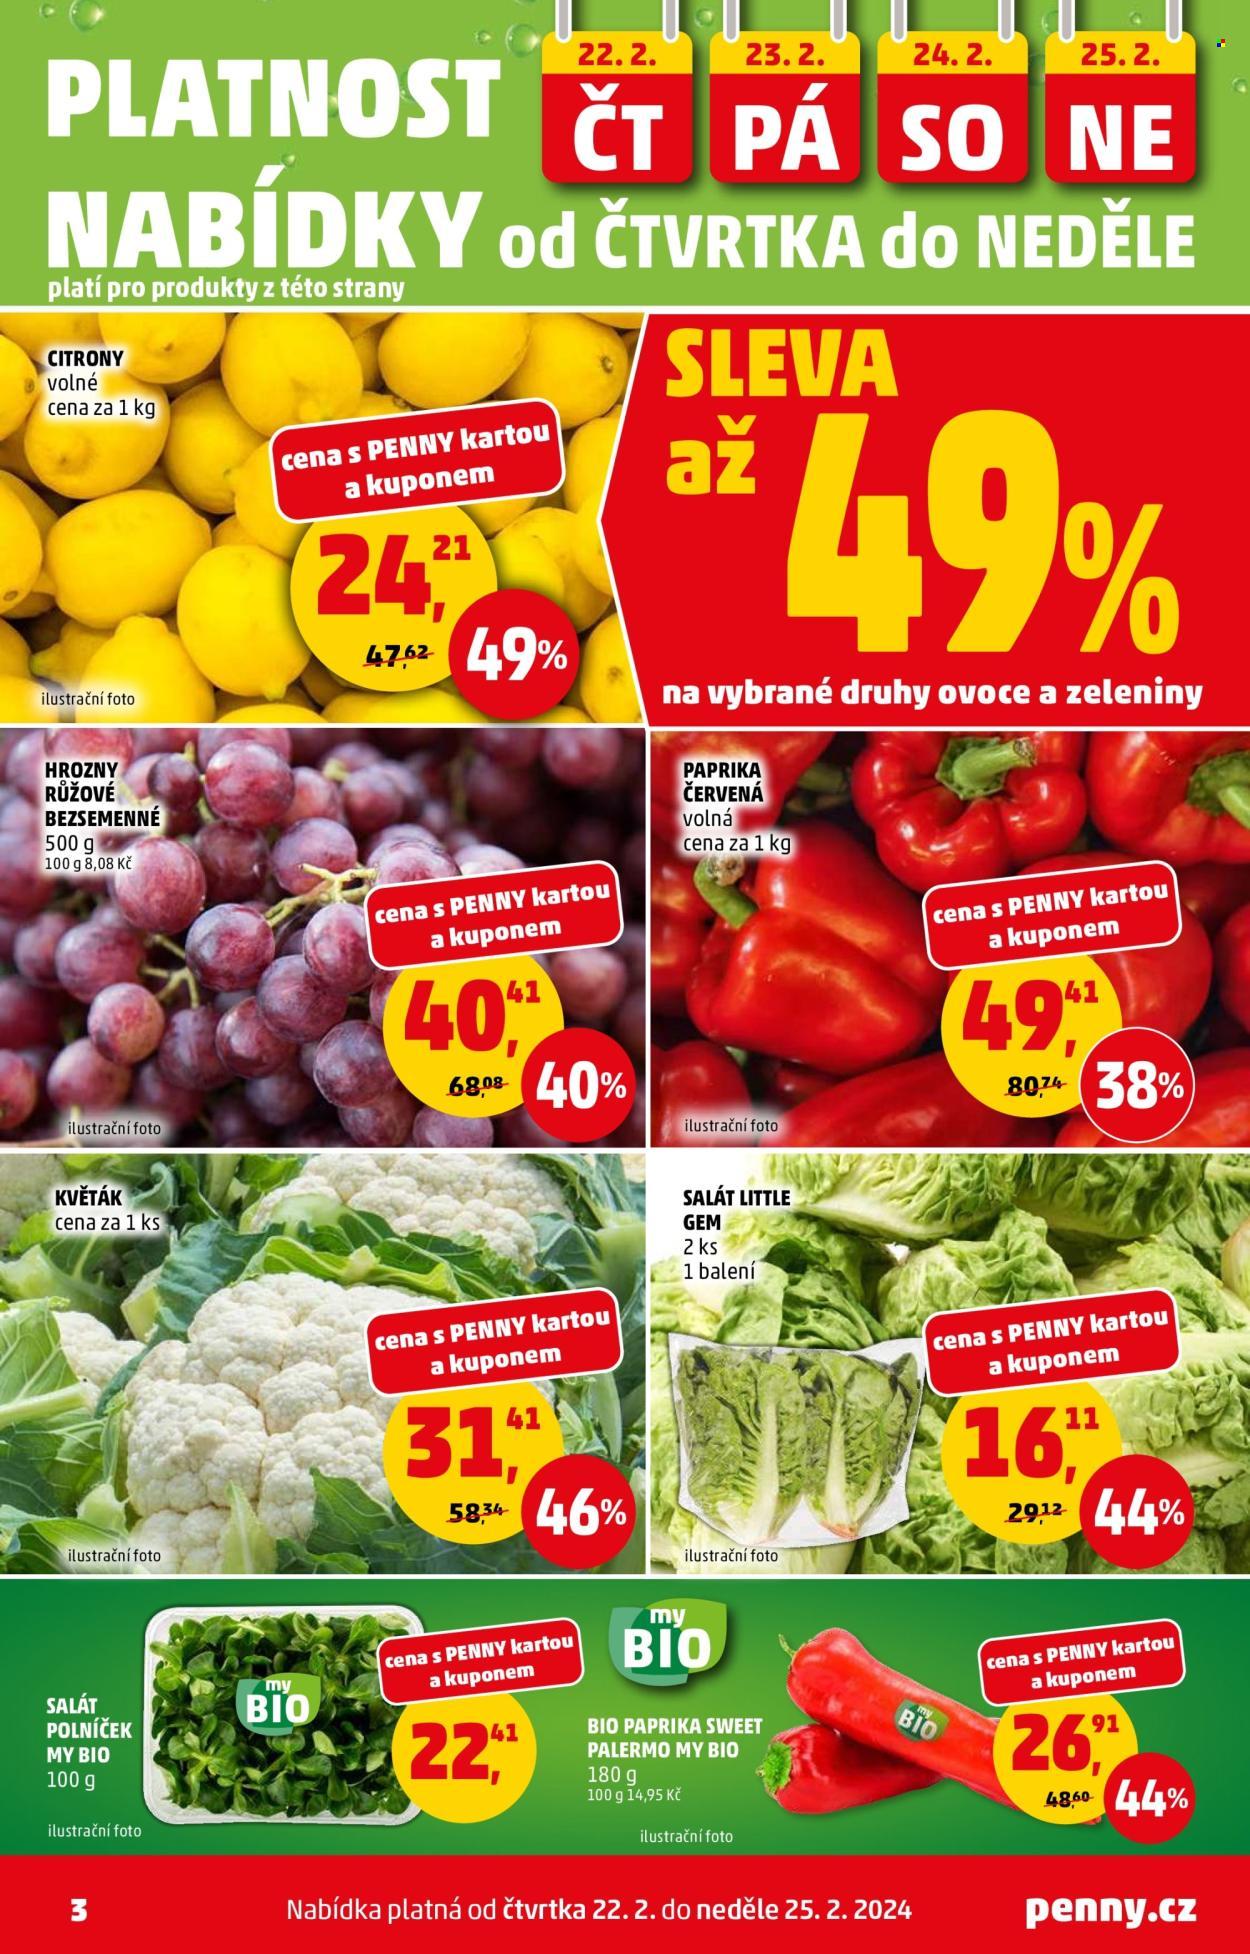 22. 2.
ČT
23. 2.
PÁ
24. 2.
SO
25. 2.
NE
PLATNOST
NABÍDKY od ČTVRTKA do NEDĚLE
platí pro produkty z této strany
CITRONY
volné
cena za 1 kg
cena s PENNY kartou
a kuponem
24,21
47,62
49%
ilustrační foto
SLEVA
až
49%
na vybrané druhy ovoce a zeleniny
HROZNY
RŮŽOVÉ
BEZSEMENNÉ
500 g
100 g 8,08 Kč
cena s PENNY kartou
a kuponem
40,41
68,08
40%
ilustrační foto
PAPRIKA
ČERVENÁ
volná
cena za 1 kg
cena s PENNY kartou
a kuponem
49,41
80,74
38%
ilustrační foto
KVĚTÁK
cena za 1 ks
cena s PENNY kartou
a kuponem
31,41
58,34
46%
ilustrační foto
SALÁT LITTLE
GEM
2 ks
1 balení
cena s PENNY kartou
a kuponem
16,11
29,12
44%
ilustrační foto
SALÁT
POLNÍČEK
MY BIO
100 g
my
BIO
cena s PENNY kartou
a kuponem
22,41
ilustrační foto
my
BIO
BIO PAPRIKA SWEET
PALERMO MY BIO
180 g
100 g 14,95 Kč
my
BIO
cena s PENNY kartou
a kuponem
26,91
48,60
44%
ilustrační foto
3
Nabídka platná od čtvrtka 22. 2. do neděle 25. 2. 2024
penny.cz